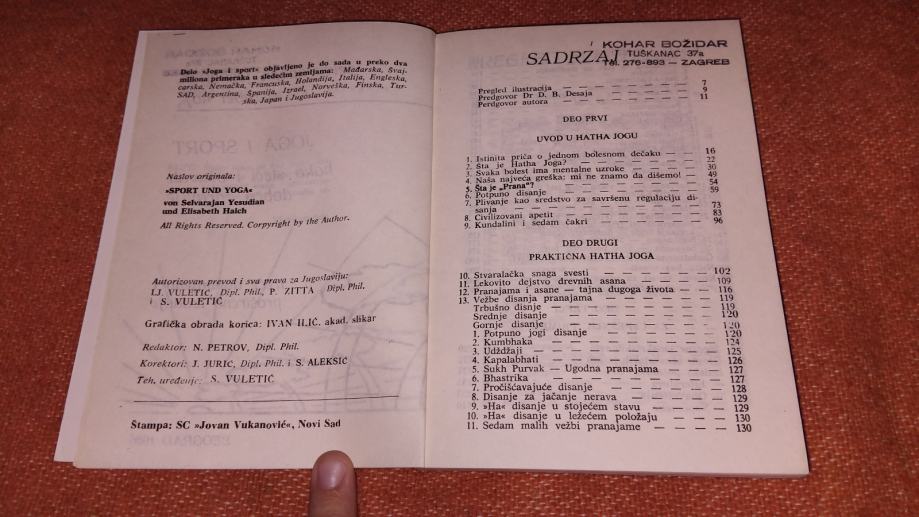 Delo »Joga i sport« objavljeno je do sada u preko dva
miliona primeraka u sledećim zemljama: Mađarska, Švaj-
carska, Nemačka, Francuska, Holandija, Italija, Engleska,
SAD, Argentina, Španija, Izrael, Norveška, Finska, Tur-
ska, Japan i Jugoslavija.
Naslov originala:
»SPORT UND YOGA«
von Selvarajan Yesudian
und Elisabeth Haich
All Rights Reserved. Corpyright by the Author.
Autorizovan prevod i sva prava za Jugoslaviju:
LJ. VULETIĆ, Dipl. Phil., P. ZITTA Dipl. Phil.
i S. VULETIĆ
Grafička obrada korica: IVAN ILIĆ, akad. slikar
Redaktor: N. PETROV, Dipl. Phil.
Korektori: J. JURIĆ, Dipl. Phil. i S. ALEKSIĆ
Teh. uređenje: S. VULETIĆ
Štampa: SC »Jovan Vukanović«, Novi Sad
KOHAR BOŽIDAR
TUŠKANAC 37a
Tel. 276-893 — ZAGREB
SADRZAJ
Pregled ilustracija — 7
Predgovor Dr D. B. Desaja — 9
Perdgovor autora — 11
DEO PRVI
UVOD U HATHA JOGU
1. Istinita priča o jednom bolesnom dečaku — 16
2. Šta je Hatha Joga? — 22
3. Svaka bolest ima mentalne uzroke — 30
4. Naša najveća greška: mi ne znamo da dišemo! — 49
5. Šta je „Prana"? — 54
6. Potpuno disanje — 59
7. Plivanje kao sredstvo za savršenu regulaciju di-
sanja — 73
8. Civilizovani apetit — 83
9. Kundalini i sedam čakri — 96
DEO DRUGI
PRAKTIČNA HATHA JOGA
10. Stvaralačka snaga svesti — 102
11. Lekovito dejstvo drevnih asana — 109
12. Pranajama i asane — tajna dugoga života — 116
13. Vežbe disanja pranajama — 119
Trbušno disnje — 119
Srednje disanje — 120
Gornje disanje — 120
1. Potpuno jogi disanje — 120
2. Kumbhaka — 124
3. Udždžaji — 125
4. Kapalabhati — 126
5. Sukh Purvak — Ugodna pranajama — 127
6. Bhastrika — 127
7. Pročišćavajuće disanje — 128
8. Disanje za jačanje nerava — 129
9. »Ha« disanje u stojećem stavu — 129
10. »Ha« disanje u ležećem položaju — 130
11. Sedam malih vežbi pranajame — 130